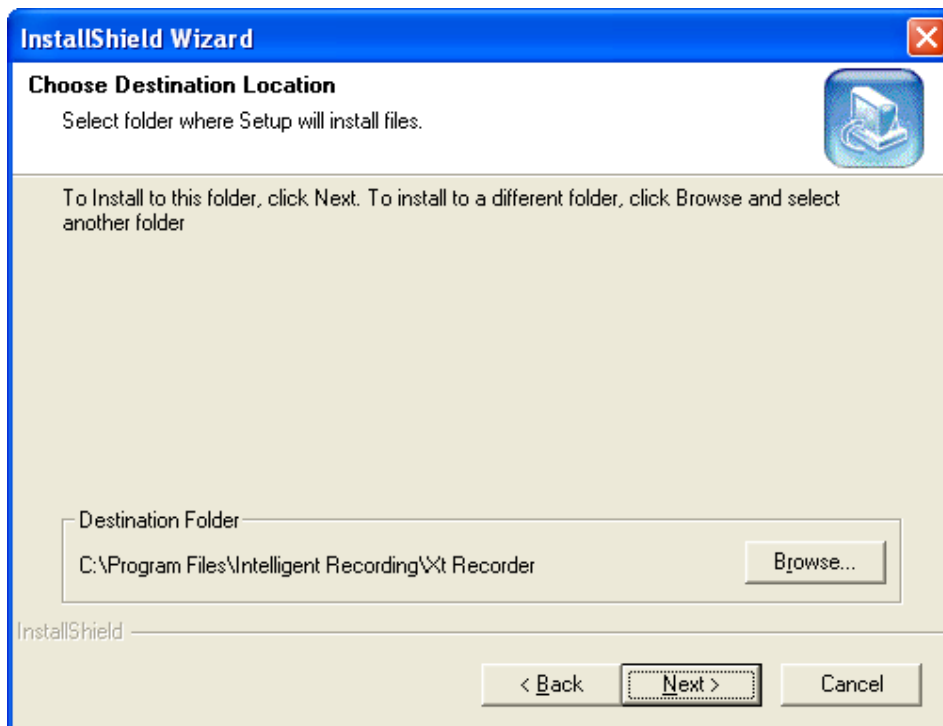 InstallShield Wizard
Choose Destination Location
Select folder where Setup will install files.
To Install to this folder, click Next. To install to a different folder, click Browse and select
another folder
Destination Folder
C:\Program Files\Intelligent Recording\Xt Recorder
Browse...
InstallShield
< Back
Next >
Cancel